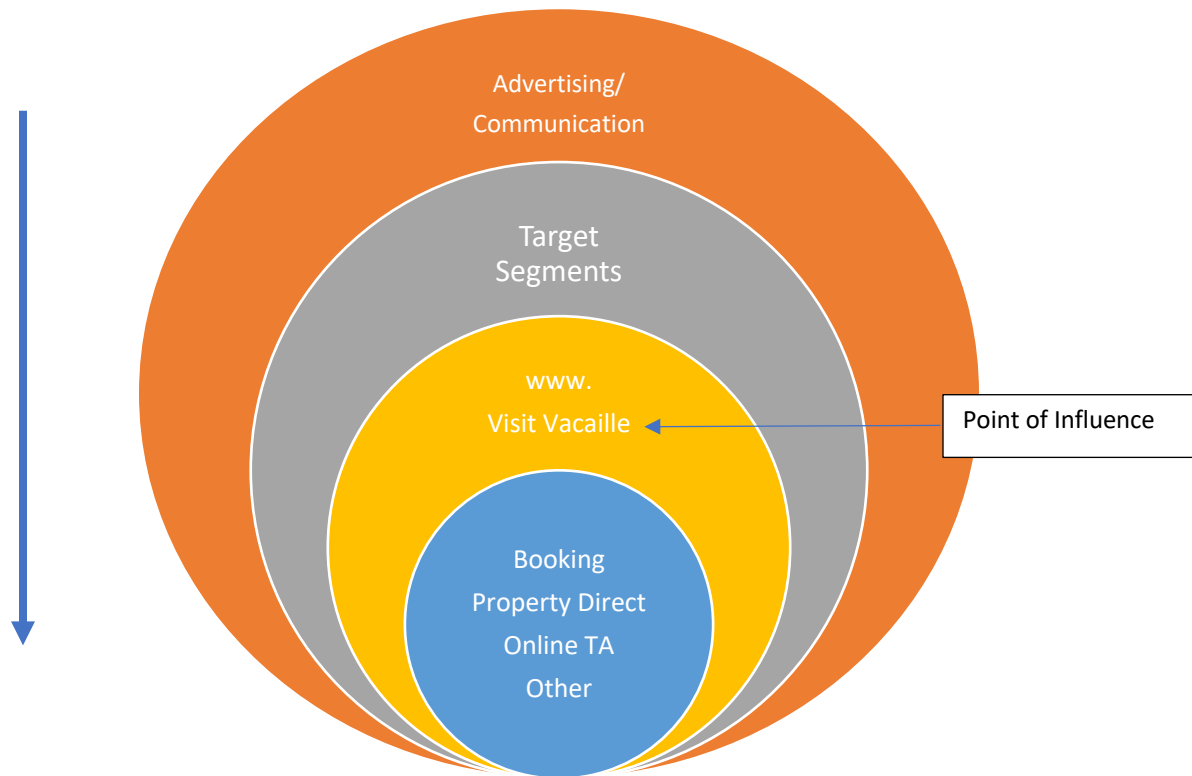 Advertising/
Communication
Target
Segments
www.
Visit Vacaille
Point of Influence
Booking
Property Direct
Online TA
Other